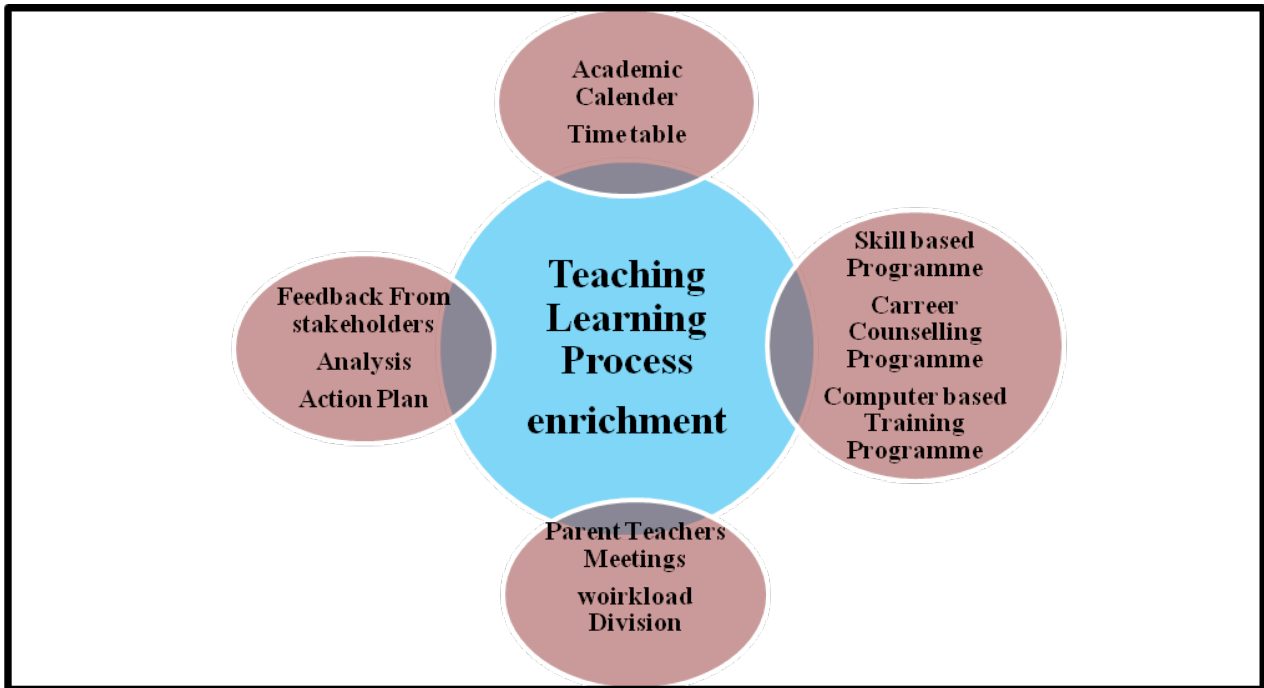 Academic
Calender
Time table
Teaching
Learning
Process
enrichment
Skill based
Programme
Carreer
Counselling
Programme
Computer based
Training
Programme
Feedback From
stakeholders
Analysis
Action Plan
Parent Teachers
Meetings
woirkload
Division